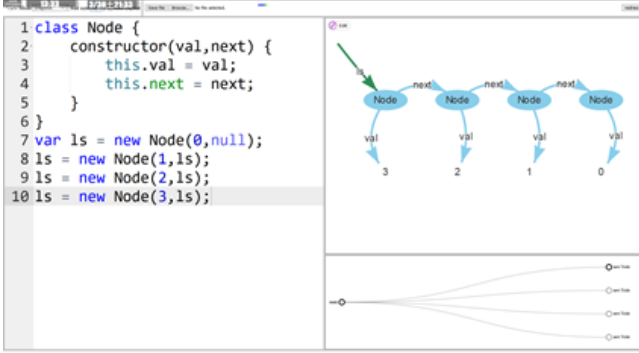 1 class Node {
2     constructor(val,next) {
3         this.val = val;
4         this.next = next;
5     }
6 }
7 var ls = new Node(0,null);
8 ls = new Node(1,ls);
9 ls = new Node(2,ls);
10 ls = new Node(3,ls);
ls
next next next
Node Node Node Node
val val val val
3 2 1 0